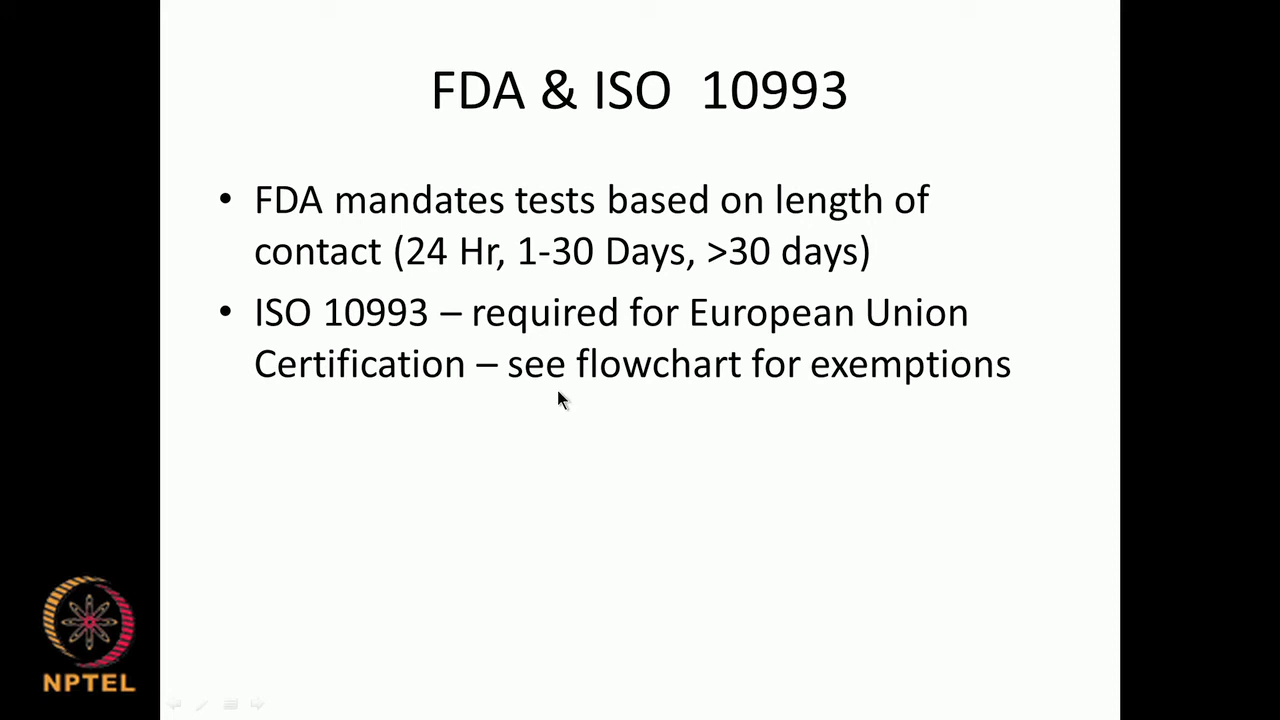 FDA & ISO 10993
• FDA mandates tests based on length of
contact (24 Hr, 1-30 Days, >30 days)
• ISO 10993 – required for European Union
Certification – see flowchart for exemptions
NPTEL